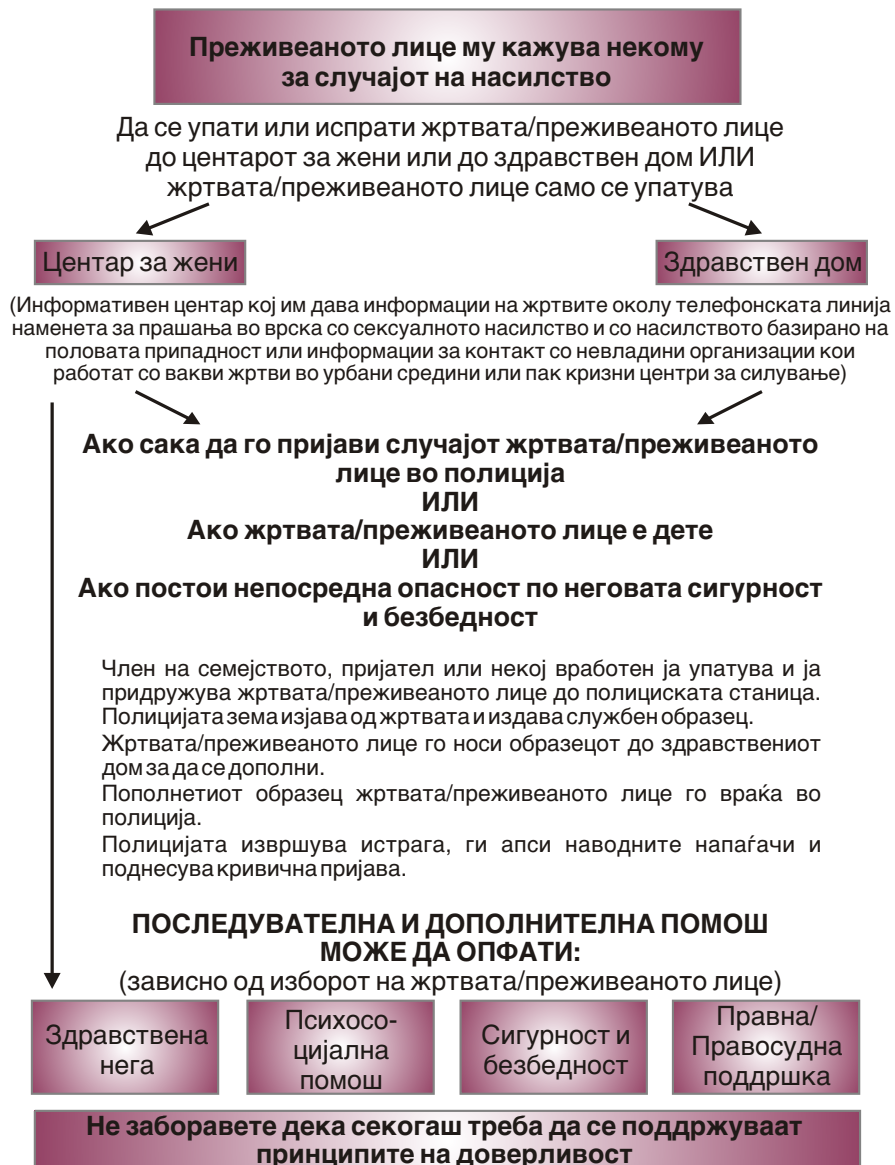 Преживеаното лице му кажува некому
за случајот на насилство
Да се упати или испрати жртвата/преживеаното лице
до центарот за жени или до здравствен дом ИЛИ
жртвата/преживеаното лице само се упатува
Центар за жени
Здравствен дом
(Информативен центар кој им дава информации на жртвите околу телефонската линија
наменета за прашања во врска со сексуалното насилство и со насилството базирано на
половата припадност или информации за контакт со невладини организации кои
работат со вакви жртви во урбани средини или пак кризни центри за силување)
Ако сака да го пријави случајот жртвата/преживеаното
лице во полиција
ИЛИ
Ако жртвата/преживеаното лице е дете
ИЛИ
Ако постои непосредна опасност по неговата сигурност
и безбедност
Член на семејството, пријател или некој вработен ја упатува и ја
придружува жртвата/преживеаното лице до полициската станица.
Полицијата зема изјава од жртвата и издава службен образец.
Жртвата/преживеаното лице го носи образецот до здравствениот
дом за да се дополни.
Пополнетиот образец жртвата/преживеаното лице го враќа во
полиција.
Полицијата извршува истрага, ги апси наводните напаѓачи и
поднесува кривична пријава.
ПОСЛЕДУВАТЕЛНА И ДОПОЛНИТЕЛНА ПОМОШ
МОЖЕ ДА ОПФАТИ:
(зависно од изборот на жртвата/преживеаното лице)
Здравствена
нега
Психосо-
цијална
помош
Сигурност и
безбедност
Правна/
Правосудна
поддршка
Не заборавете дека секогаш треба да се поддржуваат
принципите на доверливост